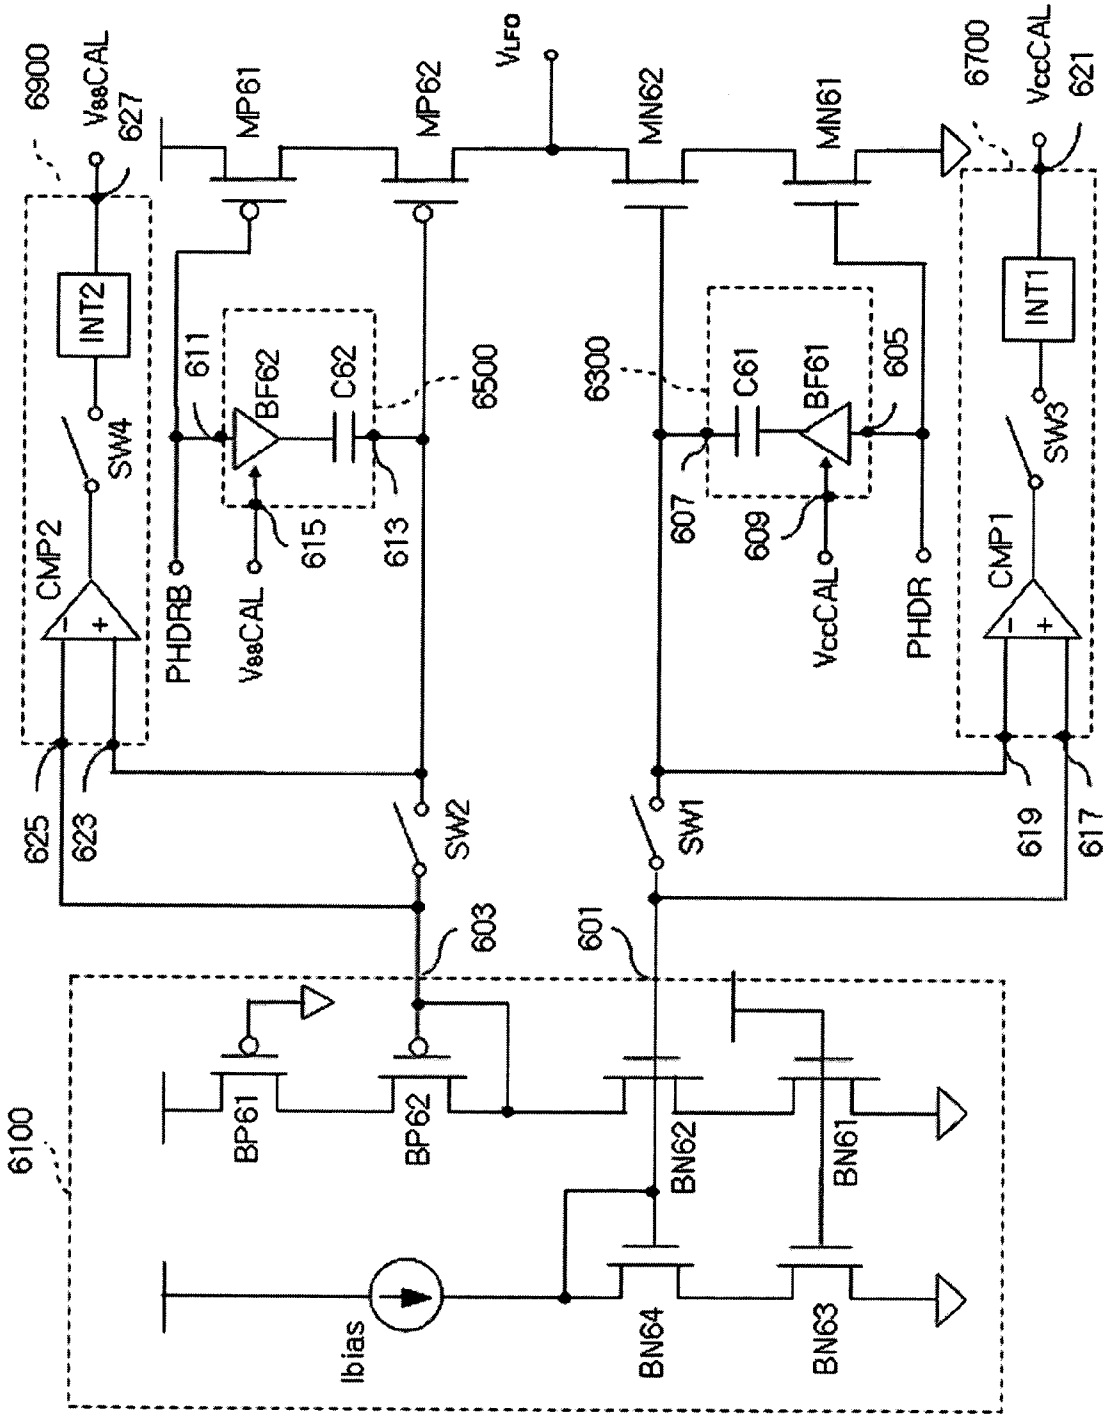 6900
VssCAL
627
CMP2
SW4
INT2
625
623
−
+
PHDRB
611
BF62
C62
VssCAL
615
613
6500
MP61
MP62
VLFO
MN62
MN61
6300
C61
BF61
607
609
605
VccCAL
PHDR
SW2
SW1
603
601
6100
BP61
BP62
BN62
BN61
Ibias
BN64
BN63
619
617
−
+
CMP1
SW3
INT1
6700
VccCAL
621